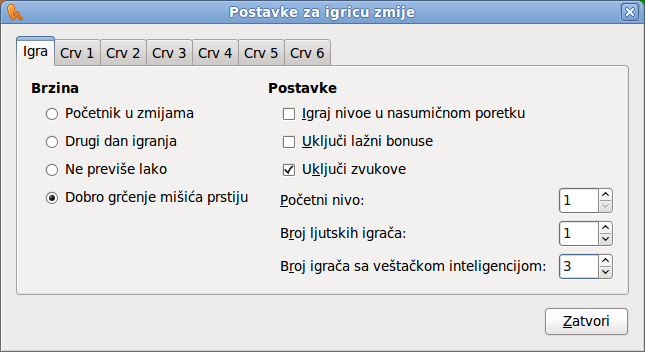 Postavke za igricu zmije
Igra Crv 1 Crv 2 Crv 3 Crv 4 Crv 5 Crv 6
Brzina
Početnik u zmijama
Drugi dan igranja
Ne previše lako
Dobro grčenje mišića prstiju
Postavke
Igraj nivoe u nasumičnom poretku
Uključi lažni bonuse
Uključi zvukove
Početni nivo: 1
Broj ljutskih igrača: 1
Broj igrača sa veštačkom inteligencijom: 3
Zatvori